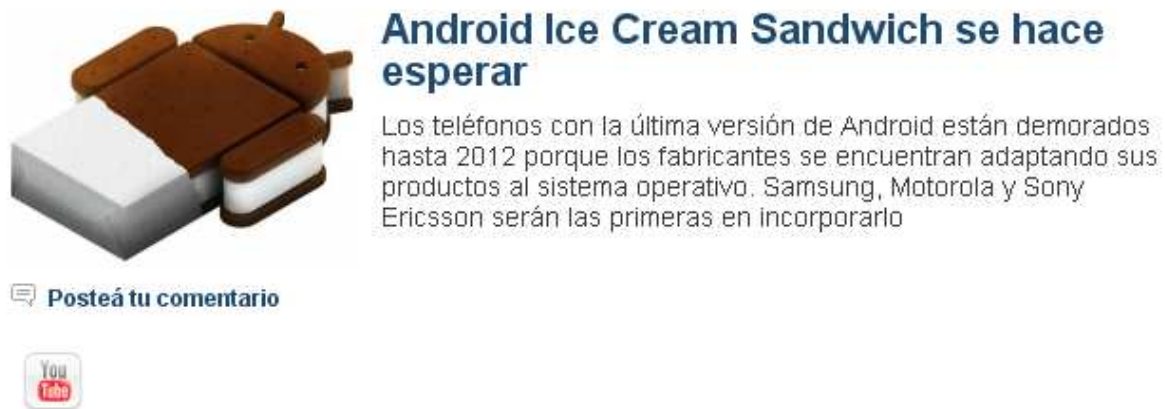 Android Ice Cream Sandwich se hace
esperar
Los teléfonos con la última versión de Android están demorados
hasta 2012 porque los fabricantes se encuentran adaptando sus
productos al sistema operativo. Samsung, Motorola y Sony
Ericsson serán las primeras en incorporarlo
Posteá tu comentario
You
Tube